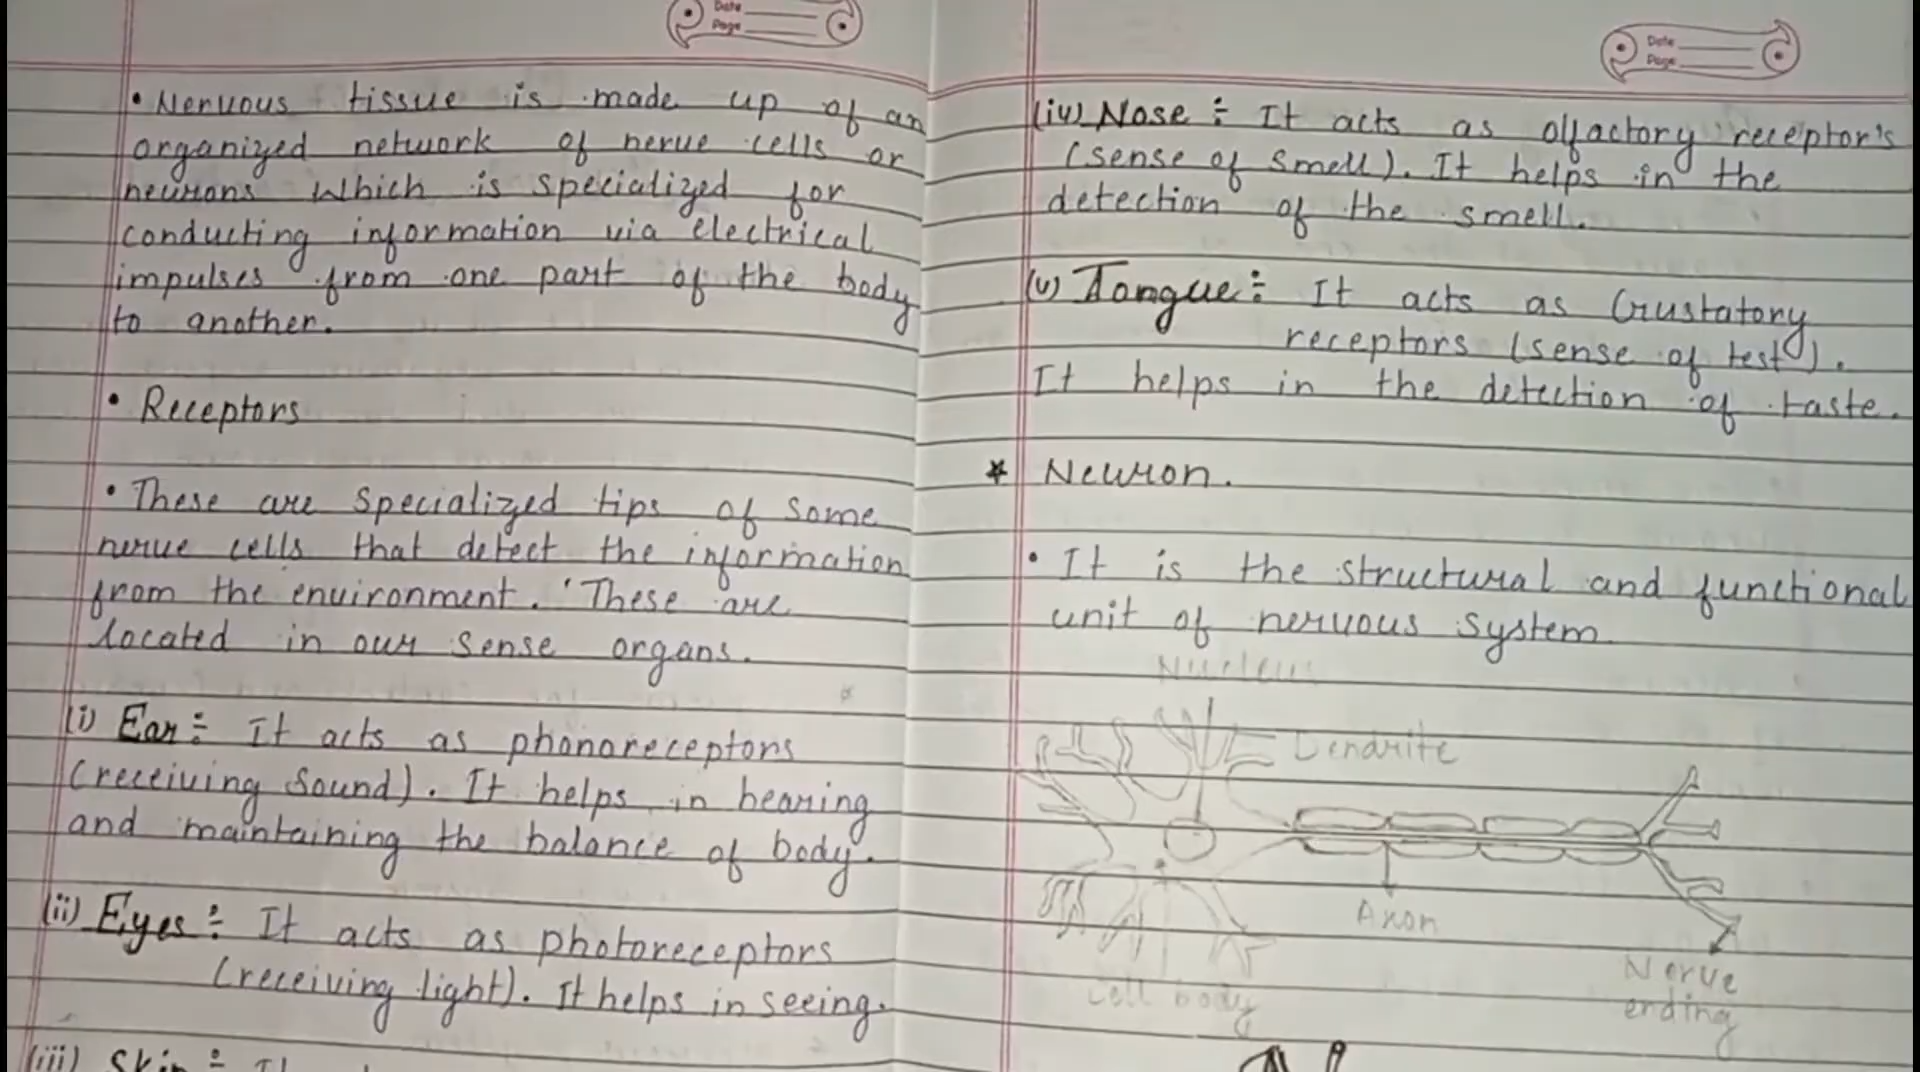 Date
Page
• Nervous tissue is made up of an
organized network of nerve cells or
neurons which is specialized for
conducting information via electrical
impulses from one part of the body
to another.
• Receptors
• These are specialized tips of some
nerve cells that detect the information
from the environment. These are
located in our sense organs.
(i) Ear ÷ It acts as phonoreceptors
(receiving sound). It helps in hearing
and maintaining the balance of body.
(ii) Eyes ÷ It acts as photoreceptors
(receiving light). It helps in seeing.
(iii) Skin ÷ It
Date
Page
(iv) Nose ÷ It acts as olfactory receptor's
(sense of smell). It helps in the
detection of the smell.
(v) Tongue ÷ It acts as Grustatory
receptors (sense of test).
It helps in the detection of taste.
* Neuron.
• It is the structural and functional
unit of nervous system
Nucleus
Dendrite
Axon
Nerve
ending
Cell body